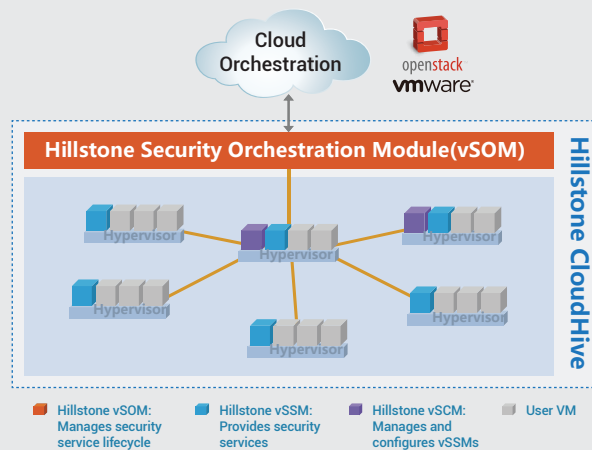 Cloud
Orchestration
openstack
vmware®
Hillstone Security Orchestration Module(vSOM)
Hillstone CloudHive
Hypervisor
Hypervisor
Hypervisor
Hypervisor
Hypervisor
Hypervisor
Hillstone vSOM:
Manages security
service lifecycle
Hillstone vSSM:
Provides security
services
Hillstone vSCM:
Manages and
configures vSSMs
User VM